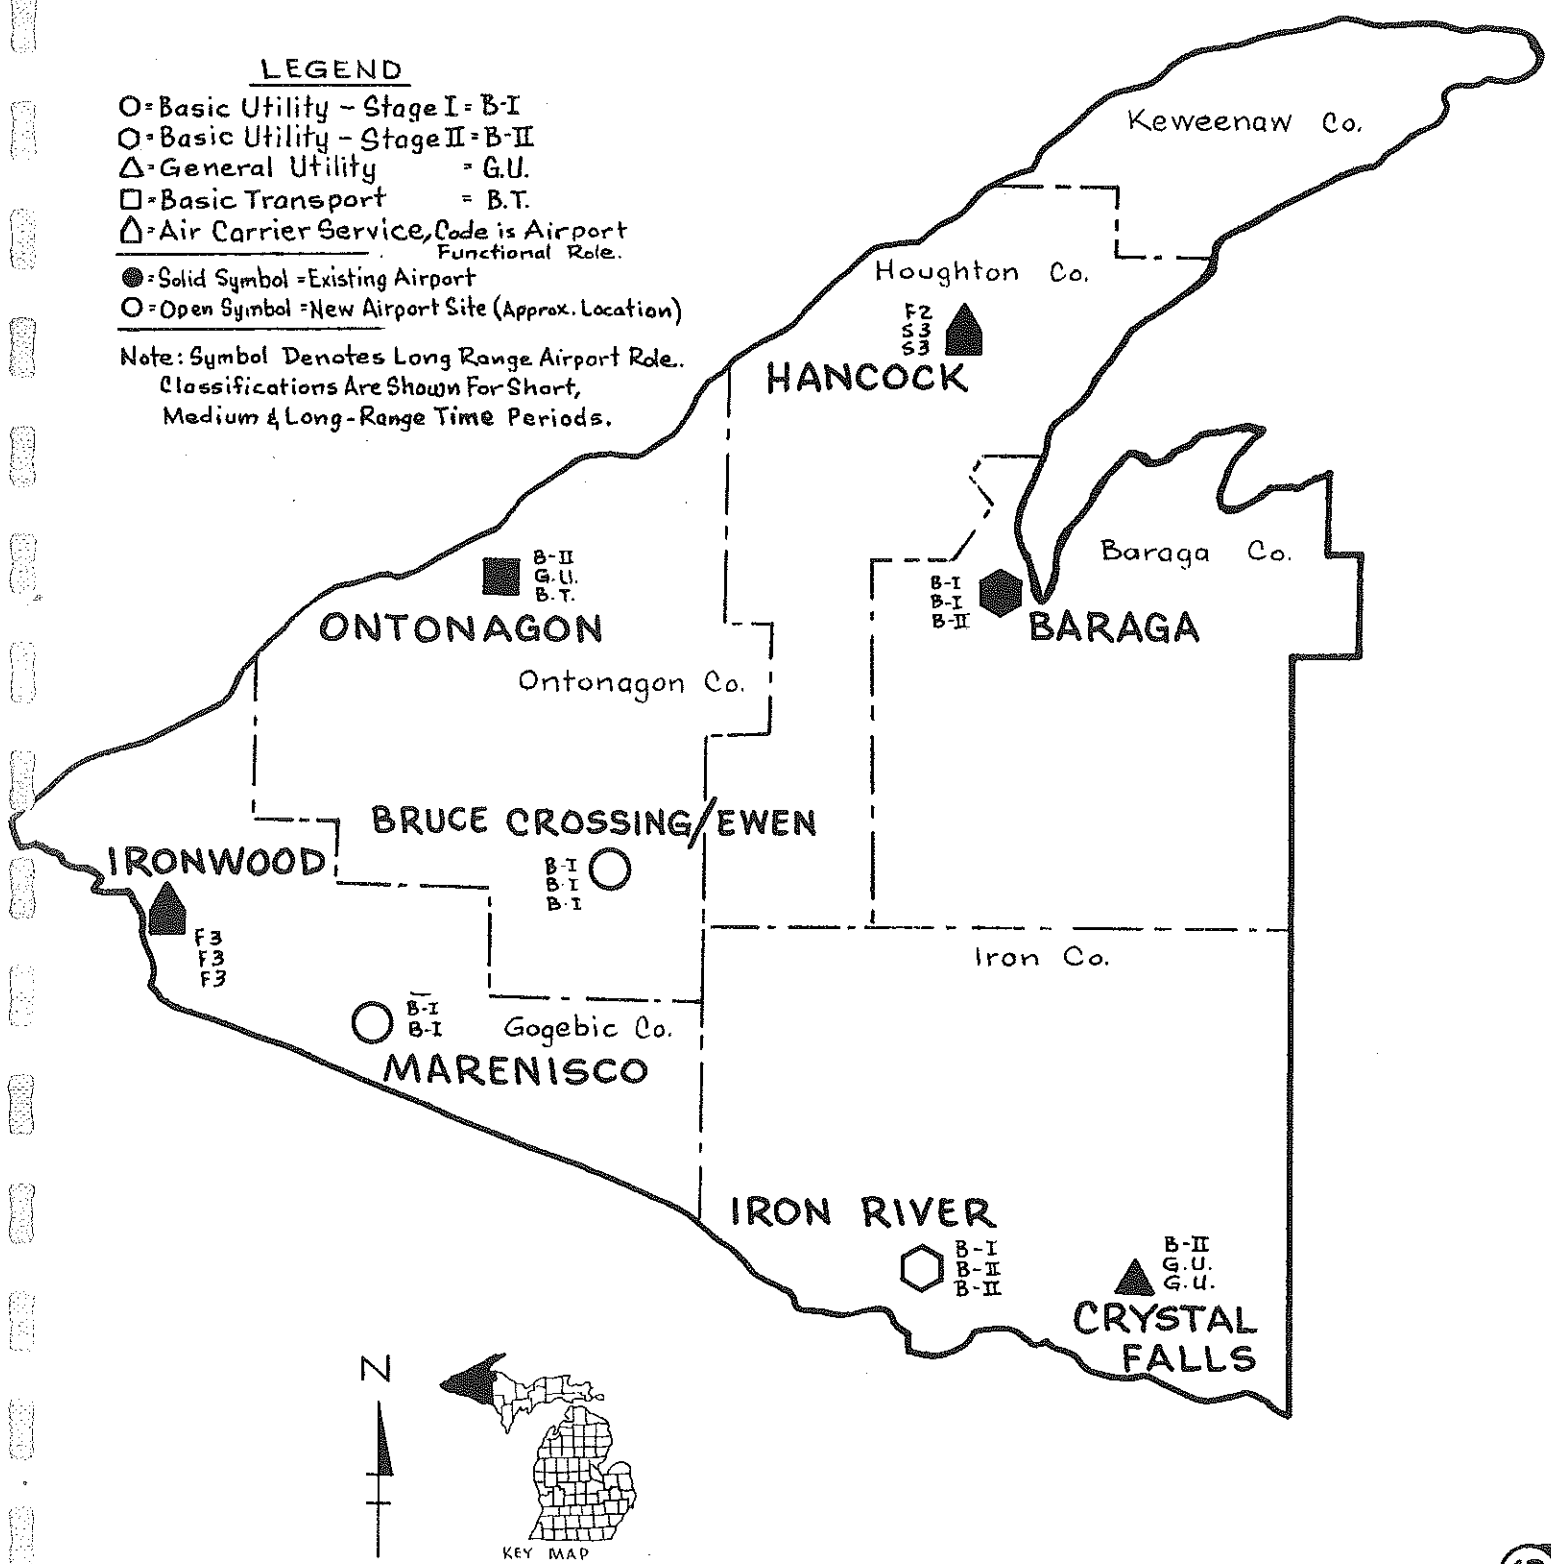 LEGEND
O=Basic Utility - Stage I = B-I
⬡=Basic Utility - Stage II = B-II
△=General Utility = G.U.
□=Basic Transport = B.T.
⌂=Air Carrier Service, Code is Airport
Functional Role.
●=Solid Symbol =Existing Airport
O=Open Symbol =New Airport Site (Approx. Location)
Note: Symbol Denotes Long Range Airport Role.
Classifications Are Shown For Short,
Medium & Long-Range Time Periods.
Keweenaw Co.
Houghton Co.
F2
S3
S3
HANCOCK
B-II
G.U.
B.T.
ONTONAGON
Ontonagon Co.
Baraga Co.
B-I
B-I
B-II
BARAGA
BRUCE CROSSING/EWEN
B-I
B-I
B-I
IRONWOOD
F3
F3
F3
Iron Co.
–
B-I
B-I
Gogebic Co.
MARENISCO
IRON RIVER
B-I
B-II
B-II
B-II
G.U.
G.U.
CRYSTAL
FALLS
N
KEY MAP